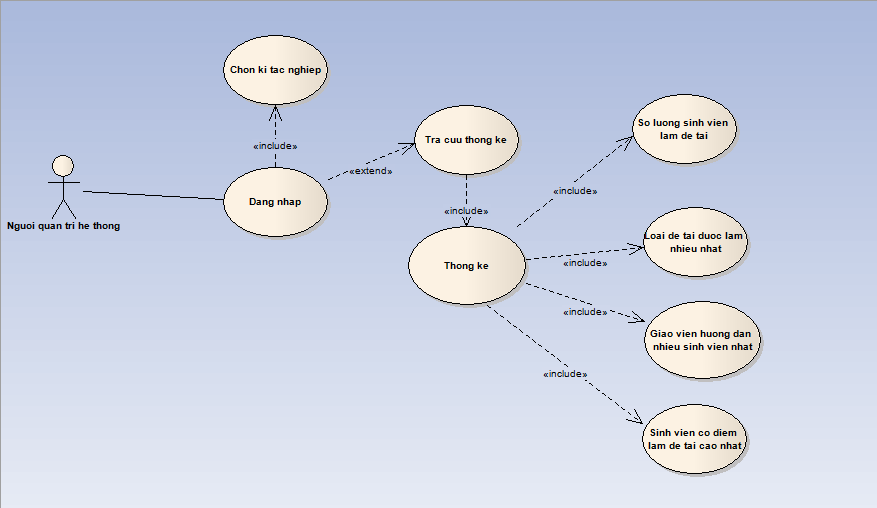 Chon ki tac nghiep
«include»
Nguoi quan tri he thong
Dang nhap
«extend»
Tra cuu thong ke
«include»
Thong ke
«include»
So luong sinh vien
lam de tai
«include»
Loai de tai duoc lam
nhieu nhat
«include»
Giao vien huong dan
nhieu sinh vien nhat
«include»
Sinh vien co diem
lam de tai cao nhat